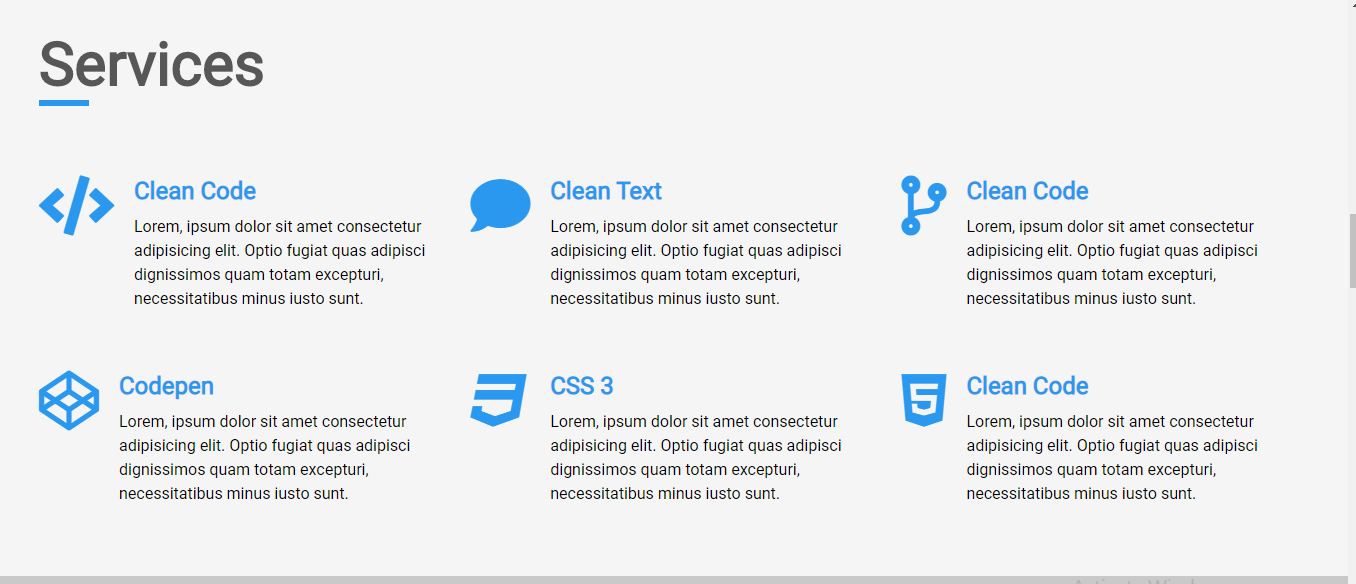 Services
Clean Code
Lorem, ipsum dolor sit amet consectetur
adipisicing elit. Optio fugiat quas adipisci
dignissimos quam totam excepturi,
necessitatibus minus iusto sunt.
Clean Text
Lorem, ipsum dolor sit amet consectetur
adipisicing elit. Optio fugiat quas adipisci
dignissimos quam totam excepturi,
necessitatibus minus iusto sunt.
Clean Code
Lorem, ipsum dolor sit amet consectetur
adipisicing elit. Optio fugiat quas adipisci
dignissimos quam totam excepturi,
necessitatibus minus iusto sunt.
Codepen
Lorem, ipsum dolor sit amet consectetur
adipisicing elit. Optio fugiat quas adipisci
dignissimos quam totam excepturi,
necessitatibus minus iusto sunt.
CSS 3
Lorem, ipsum dolor sit amet consectetur
adipisicing elit. Optio fugiat quas adipisci
dignissimos quam totam excepturi,
necessitatibus minus iusto sunt.
Clean Code
Lorem, ipsum dolor sit amet consectetur
adipisicing elit. Optio fugiat quas adipisci
dignissimos quam totam excepturi,
necessitatibus minus iusto sunt.